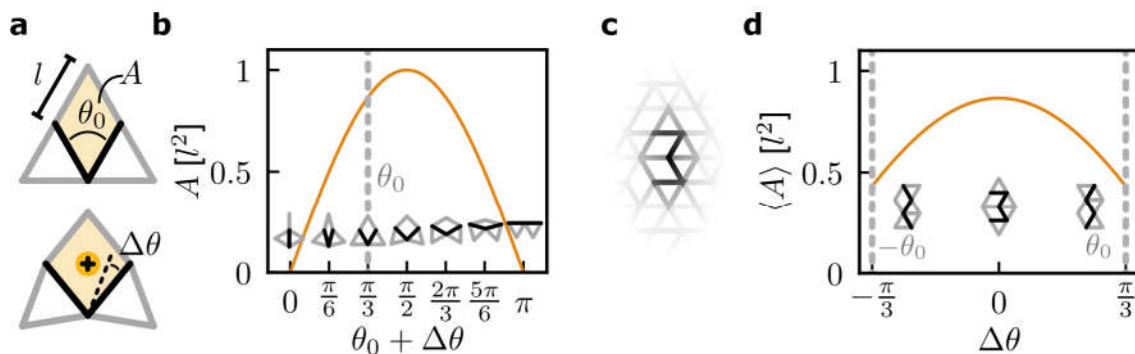 a
l
A
θ₀
Δθ
b
A [l²]
1
0.5
0
θ₀
0 π/6 π/3 π/2 2π/3 5π/6 π
θ₀ + Δθ
c
d
⟨A⟩ [l²]
1
0.5
0
−θ₀ θ₀
−π/3 0 π/3
Δθ